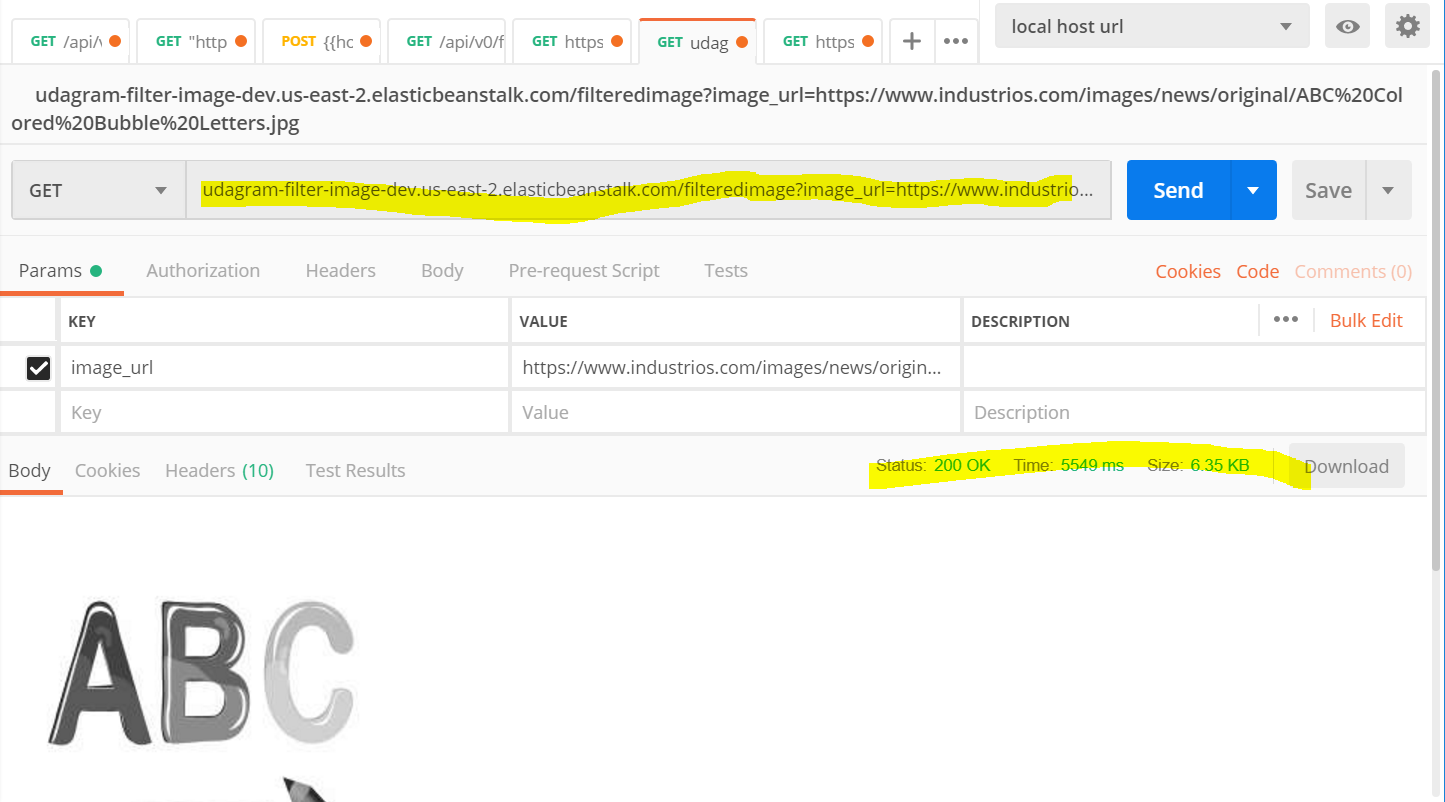 GET /api/v GET "http POST {{hc GET /api/v0/f GET https GET udag GET https + ••• local host url
udagram-filter-image-dev.us-east-2.elasticbeanstalk.com/filteredimage?image_url=https://www.industrios.com/images/news/original/ABC%20Col
ored%20Bubble%20Letters.jpg
GET udagram-filter-image-dev.us-east-2.elasticbeanstalk.com/filteredimage?image_url=https://www.industrio... Send Save
Params Authorization Headers Body Pre-request Script Tests Cookies Code Comments (0)
KEY VALUE DESCRIPTION ••• Bulk Edit
image_url https://www.industrios.com/images/news/origin...
Key Value Description
Body Cookies Headers (10) Test Results Status: 200 OK Time: 5549 ms Size: 6.35 KB Download
ABC